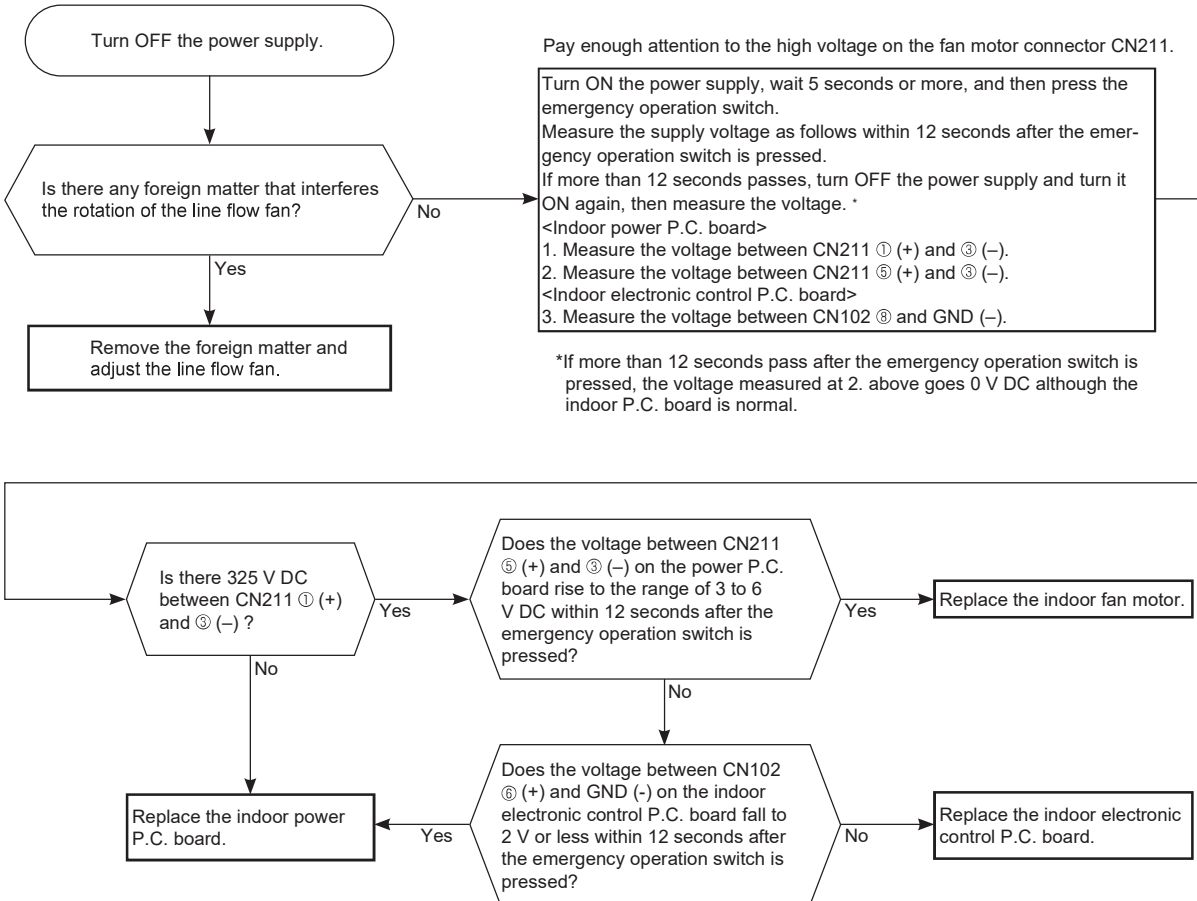 Turn OFF the power supply.
Pay enough attention to the high voltage on the fan motor connector CN211.
Turn ON the power supply, wait 5 seconds or more, and then press the
emergency operation switch.
Measure the supply voltage as follows within 12 seconds after the emer-
gency operation switch is pressed.
If more than 12 seconds passes, turn OFF the power supply and turn it
ON again, then measure the voltage. *
<Indoor power P.C. board>
1. Measure the voltage between CN211 ① (+) and ③ (–).
2. Measure the voltage between CN211 ⑤ (+) and ③ (–).
<Indoor electronic control P.C. board>
3. Measure the voltage between CN102 ⑧ and GND (–).
Is there any foreign matter that interferes
the rotation of the line flow fan?
No
Yes
Remove the foreign matter and
adjust the line flow fan.
*If more than 12 seconds pass after the emergency operation switch is
pressed, the voltage measured at 2. above goes 0 V DC although the
indoor P.C. board is normal.
Is there 325 V DC
between CN211 ① (+)
and ③ (–) ?
Yes
No
Does the voltage between CN211
⑤ (+) and ③ (–) on the power P.C.
board rise to the range of 3 to 6
V DC within 12 seconds after the
emergency operation switch is
pressed?
Yes
Replace the indoor fan motor.
No
Replace the indoor power
P.C. board.
Yes
Does the voltage between CN102
⑥ (+) and GND (-) on the indoor
electronic control P.C. board fall to
2 V or less within 12 seconds after
the emergency operation switch is
pressed?
No
Replace the indoor electronic
control P.C. board.